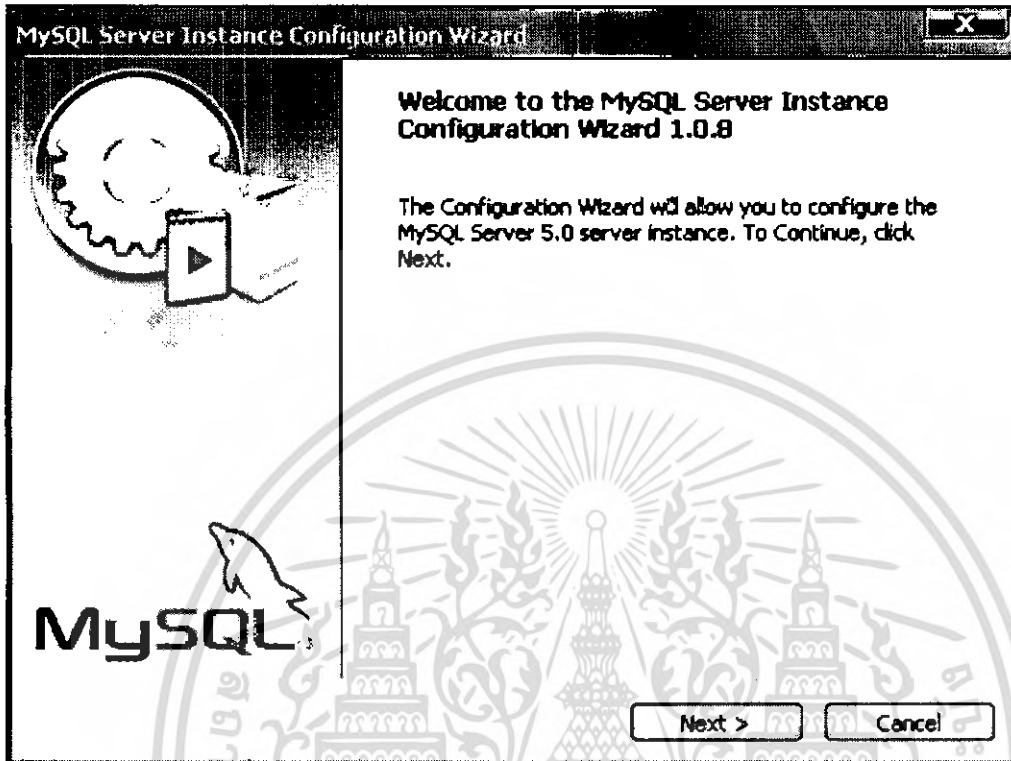 MySQL Server Instance Configuration Wizard
X
Welcome to the MySQL Server Instance
Configuration Wizard 1.0.8
The Configuration Wizard will allow you to configure the
MySQL Server 5.0 server instance. To Continue, click
Next.
MySQL
Next >
Cancel